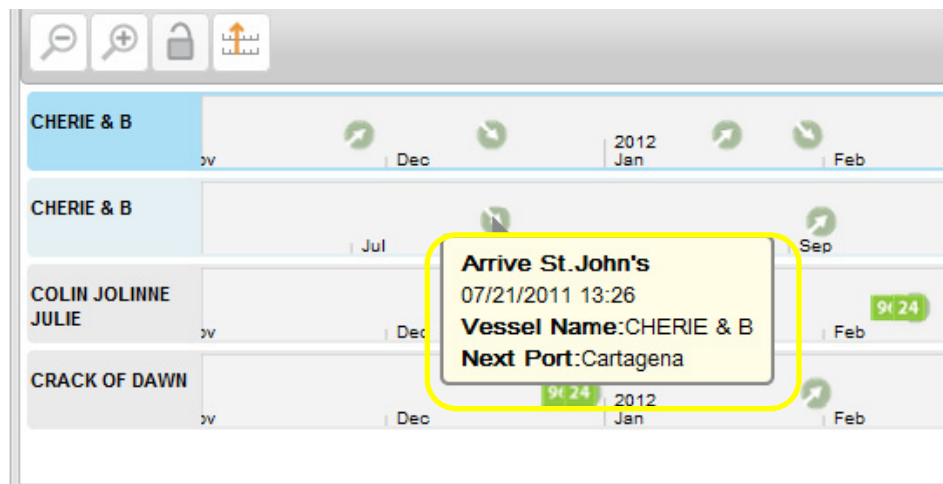 CHERIE & B
2012
ov Dec Jan Feb
CHERIE & B
Jul Sep
Arrive St.John's
07/21/2011 13:26
Vessel Name:CHERIE & B
Next Port:Cartagena
COLIN JOLINNE
JULIE
24
ov Dec Feb
CRACK OF DAWN
24
2012
ov Dec Jan Feb